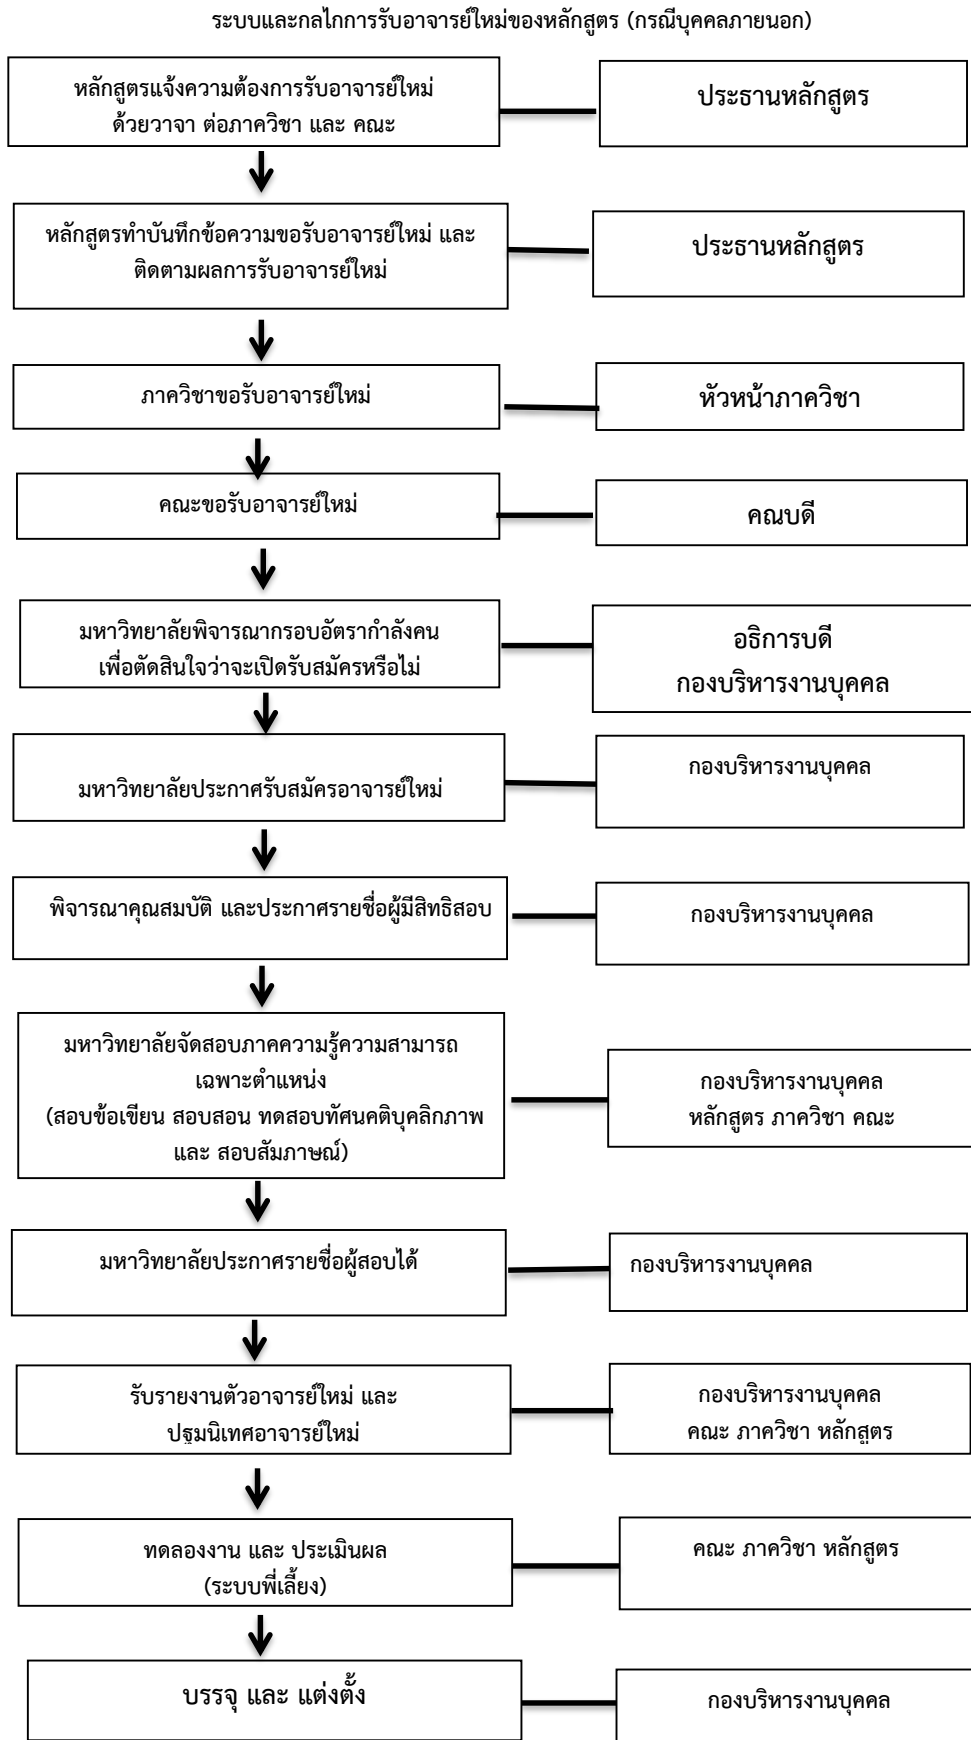 ระบบและกลไกการรับอาจารย์ใหม่ของหลักสูตร (กรณีบุคคลภายนอก)
หลักสูตรแจ้งความต้องการรับอาจารย์ใหม่
ด้วยวาจา ต่อภาควิชา และ คณะ
ประธานหลักสูตร
หลักสูตรทำบันทึกข้อความขอรับอาจารย์ใหม่ และ
ติดตามผลการรับอาจารย์ใหม่
ประธานหลักสูตร
ภาควิชาขอรับอาจารย์ใหม่
หัวหน้าภาควิชา
คณะขอรับอาจารย์ใหม่
คณบดี
มหาวิทยาลัยพิจารณากรอบอัตรากำลังคน
เพื่อตัดสินใจว่าจะเปิดรับสมัครหรือไม่
อธิการบดี
กองบริหารงานบุคคล
มหาวิทยาลัยประกาศรับสมัครอาจารย์ใหม่
กองบริหารงานบุคคล
พิจารณาคุณสมบัติ และประกาศรายชื่อผู้มีสิทธิสอบ
กองบริหารงานบุคคล
มหาวิทยาลัยจัดสอบภาคความรู้ความสามารถ
เฉพาะตำแหน่ง
(สอบข้อเขียน สอบสอน ทดสอบทัศนคติบุคลิกภาพ
และ สอบสัมภาษณ์)
กองบริหารงานบุคคล
หลักสูตร ภาควิชา คณะ
มหาวิทยาลัยประกาศรายชื่อผู้สอบได้
กองบริหารงานบุคคล
รับรายงานตัวอาจารย์ใหม่ และ
ปฐมนิเทศอาจารย์ใหม่
กองบริหารงานบุคคล
คณะ ภาควิชา หลักสูตร
ทดลองงาน และ ประเมินผล
(ระบบพี่เลี้ยง)
คณะ ภาควิชา หลักสูตร
บรรจุ และ แต่งตั้ง
กองบริหารงานบุคคล